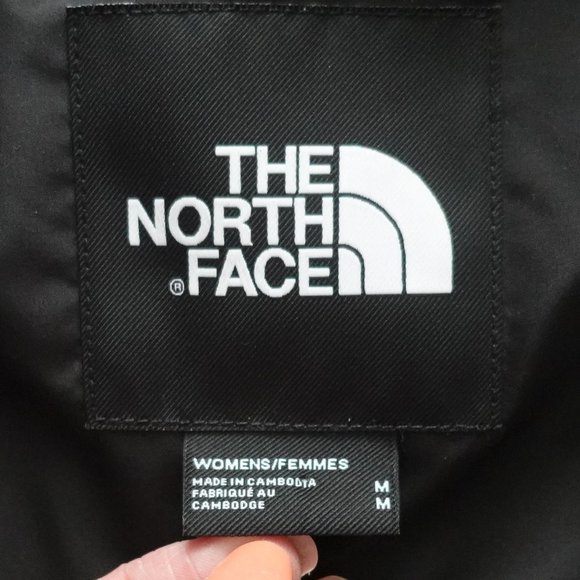 THE
NORTH
® FACE
WOMENS/FEMMES
MADE IN CAMBODIA M
FABRIQUÉ AU M
CAMBODGE